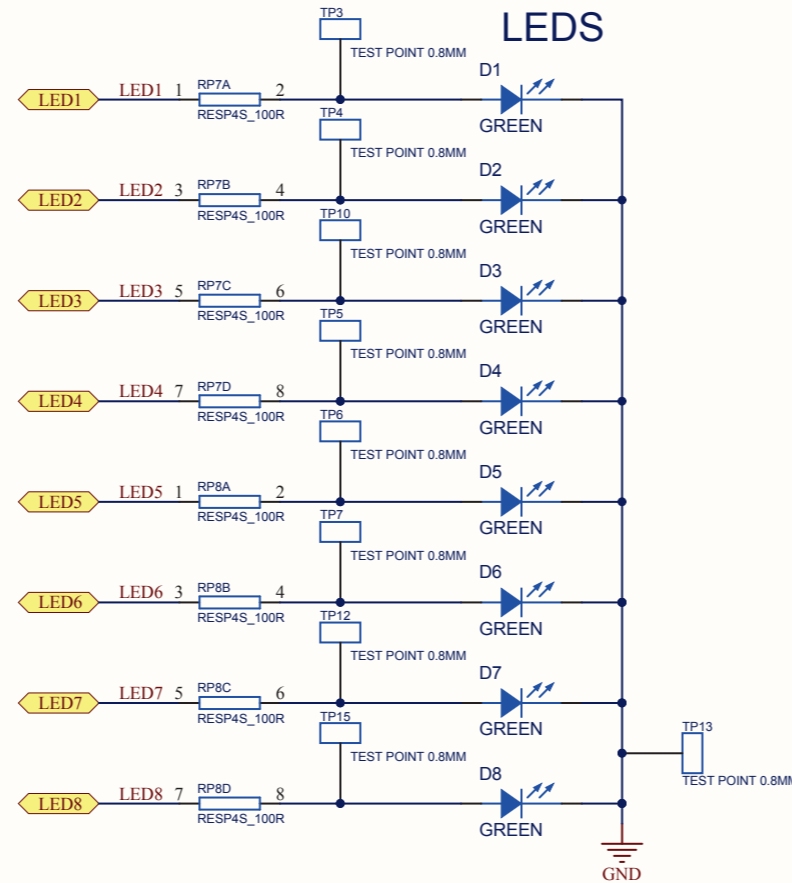 TP3
LEDS
TEST POINT 0.8MM
D1
LED1 LED1 1 RP7A 2
RESP4S_100R GREEN
TP4
TEST POINT 0.8MM
D2
LED2 LED2 3 RP7B 4
RESP4S_100R GREEN
TP10
TEST POINT 0.8MM
D3
LED3 LED3 5 RP7C 6
RESP4S_100R GREEN
TP5
TEST POINT 0.8MM
D4
LED4 LED4 7 RP7D 8
RESP4S_100R GREEN
TP6
TEST POINT 0.8MM
D5
LED5 LED5 1 RP8A 2
RESP4S_100R GREEN
TP7
TEST POINT 0.8MM
D6
LED6 LED6 3 RP8B 4
RESP4S_100R GREEN
TP12
TEST POINT 0.8MM
D7
LED7 LED7 5 RP8C 6
RESP4S_100R GREEN
TP15
TP13
TEST POINT 0.8MM
D8
TEST POINT 0.8MM
LED8 LED8 7 RP8D 8
RESP4S_100R GREEN
GND